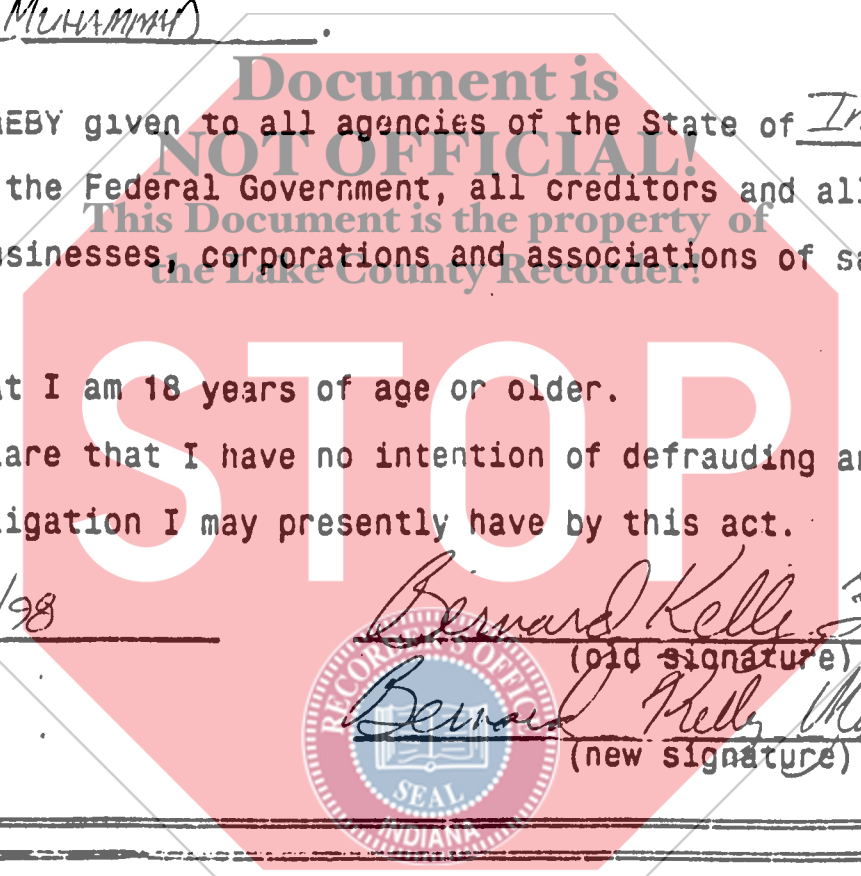 MUHAMMAD.
Document is
EBY given to all agencies of the State of In
NOT OFFICIAL!
the Federal Government, all creditors and al
This Document is the property of
sinesses, corporations and associations of sa
the Lake County Recorder!
STOP
t I am 18 years of age or older.
are that I have no intention of defrauding a
ligation I may presently have by this act.
/98
Bernard Kelly
(old signature)
Bernard Kelly
(new signature)
RECORDER'S OFFICE
SEAL
INDIANA